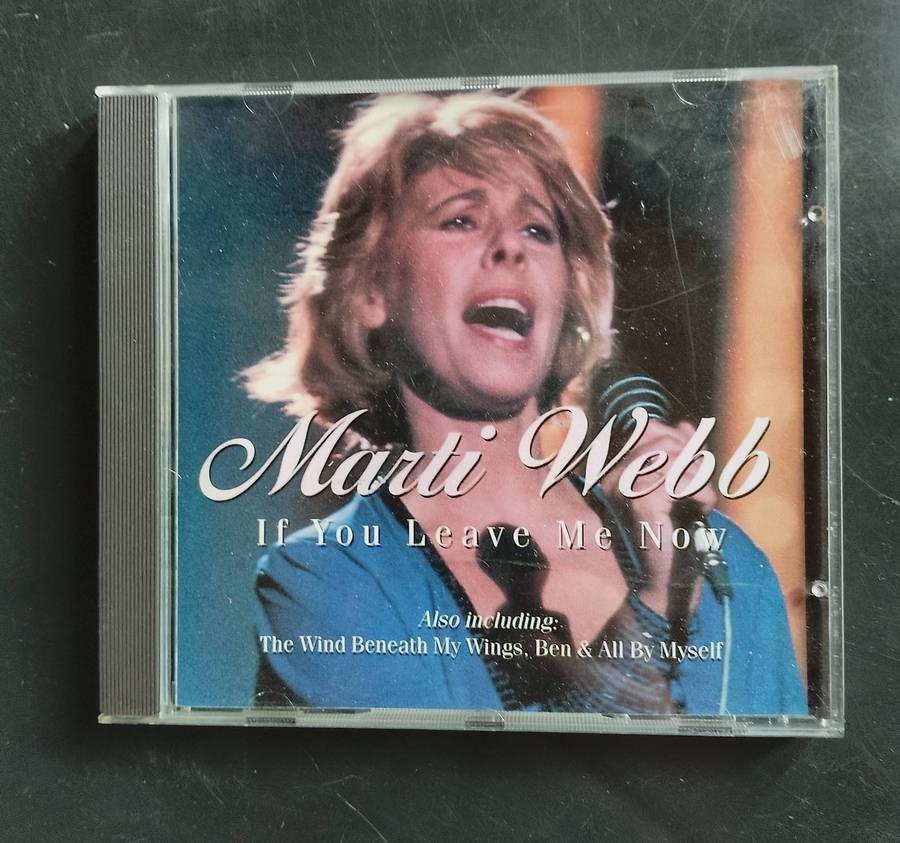 Marti Webb
If You Leave Me Now
Also including:
The Wind Beneath My Wings, Ben & All By Myself